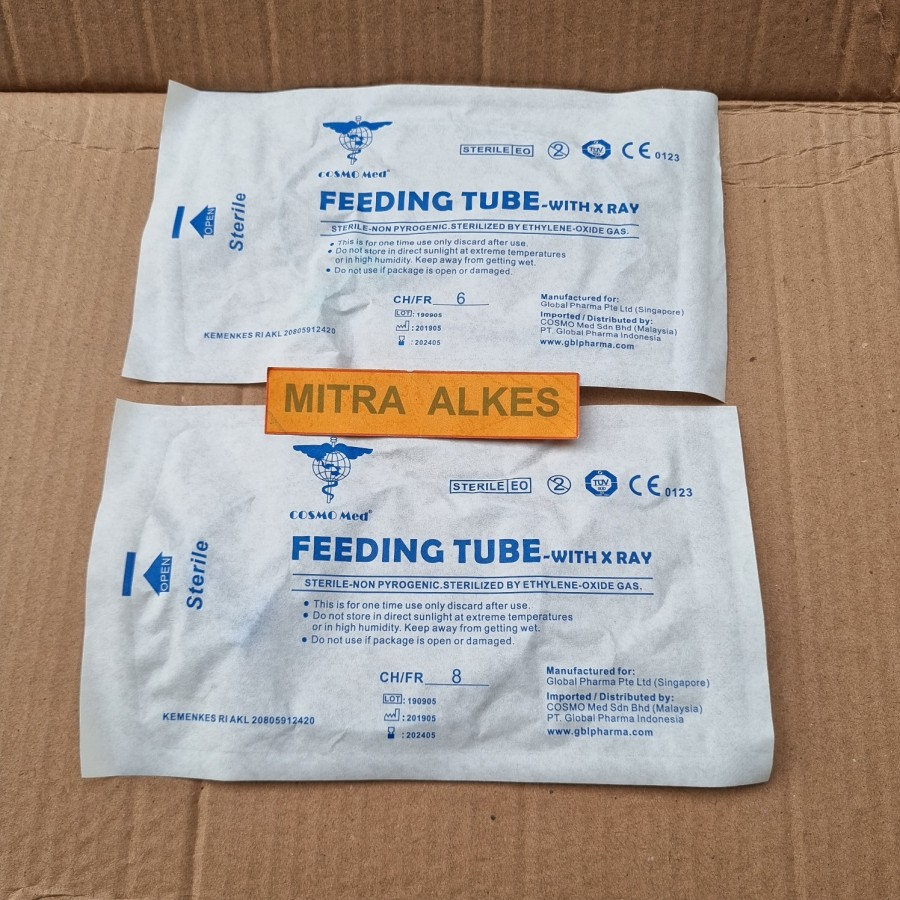 COSMO Med®
STERILE EO 2 TÜV CE 0123
OPEN
Sterile
FEEDING TUBE-WITH X RAY
STERILE-NON PYROGENIC.STERILIZED BY ETHYLENE-OXIDE GAS.
• This is for one time use only discard after use.
• Do not store in direct sunlight at extreme temperatures
or in high humidity. Keep away from getting wet.
• Do not use if package is open or damaged.
CH/FR 6
LOT: 190905
: 201905
: 202405
KEMENKES RI AKL 20805912420
Manufactured for:
Global Pharma Pte Ltd (Singapore)
Imported / Distributed by:
COSMO Med Sdn Bhd (Malaysia)
PT. Global Pharma Indonesia
www.gblpharma.com
MITRA ALKES
COSMO Med®
STERILE EO 2 TÜV CE 0123
OPEN
Sterile
FEEDING TUBE-WITH X RAY
STERILE-NON PYROGENIC.STERILIZED BY ETHYLENE-OXIDE GAS.
• This is for one time use only discard after use.
• Do not store in direct sunlight at extreme temperatures
or in high humidity. Keep away from getting wet.
• Do not use if package is open or damaged.
CH/FR 8
LOT: 190905
: 201905
: 202405
KEMENKES RI AKL 20805912420
Manufactured for:
Global Pharma Pte Ltd (Singapore)
Imported / Distributed by:
COSMO Med Sdn Bhd (Malaysia)
PT. Global Pharma Indonesia
www.gblpharma.com